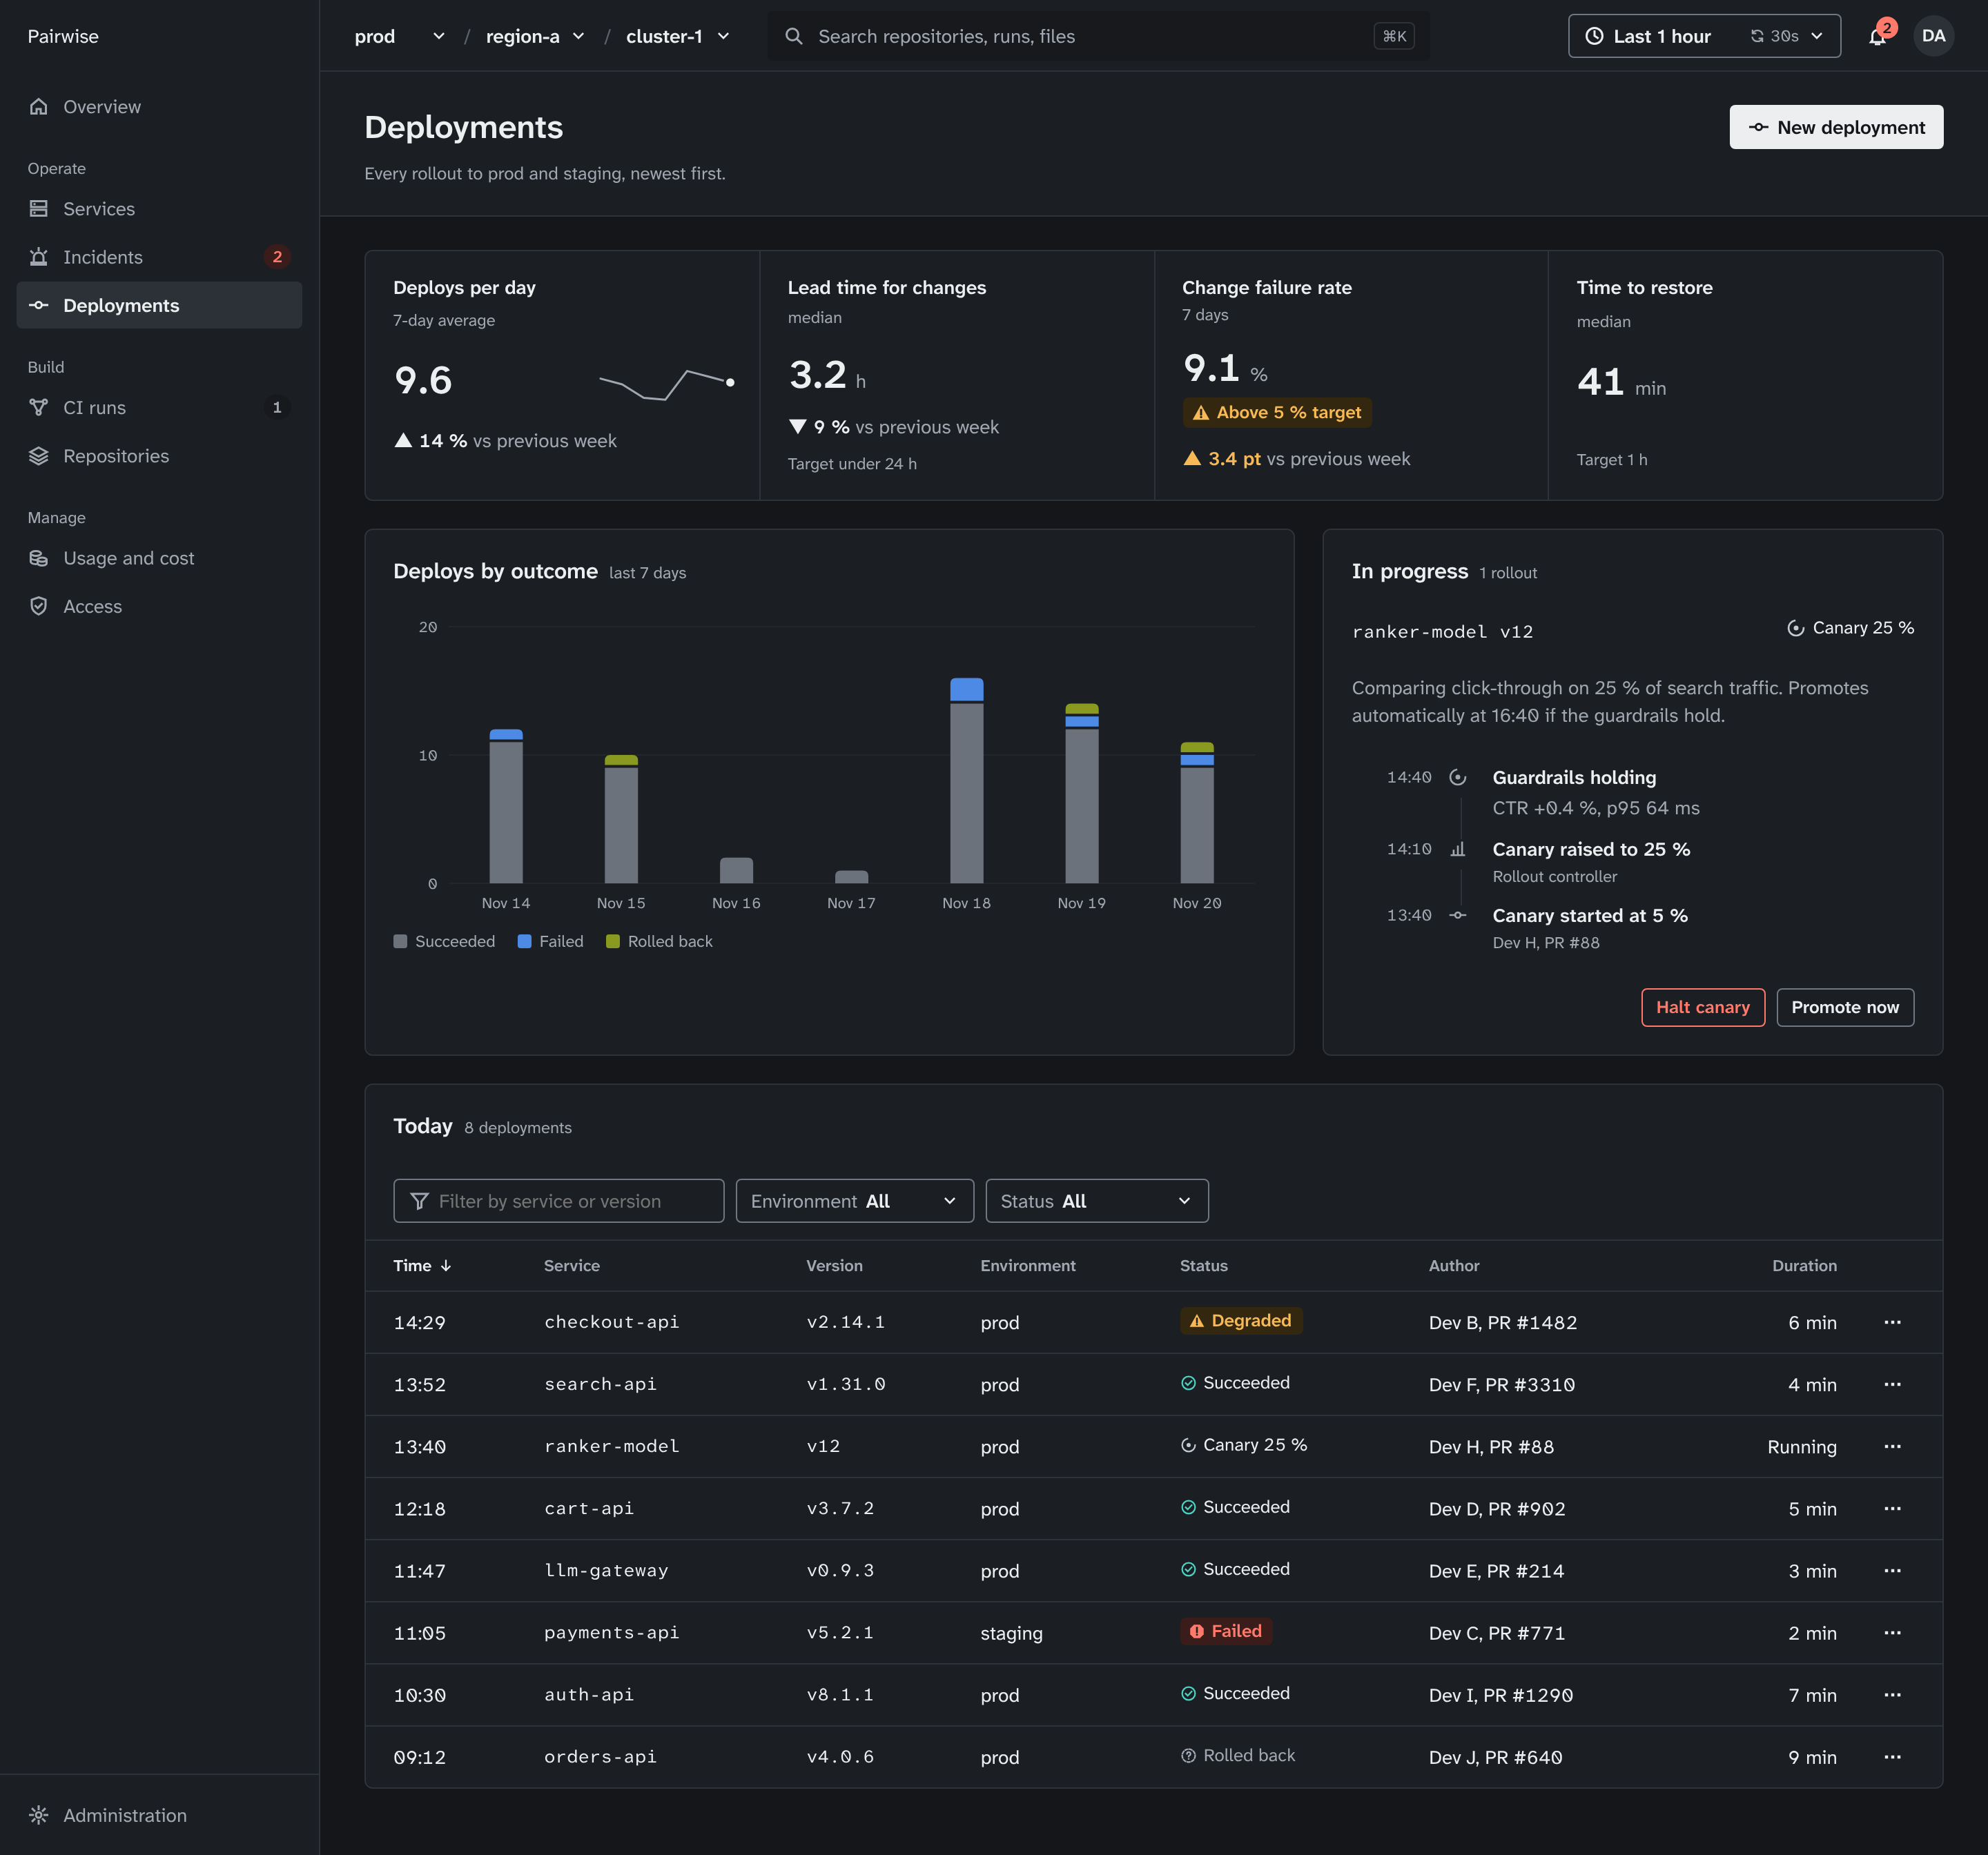 Pairwise
prod / region-a / cluster-1
Search repositories, runs, files ⌘K
Last 1 hour 30s
2
DA
Overview
Operate
Services
Incidents 2
Deployments
Build
CI runs 1
Repositories
Manage
Usage and cost
Access
Administration
Deployments
Every rollout to prod and staging, newest first.
New deployment
Deploys per day
7-day average
9.6
14 % vs previous week
Lead time for changes
median
3.2 h
9 % vs previous week
Target under 24 h
Change failure rate
7 days
9.1 %
Above 5 % target
3.4 pt vs previous week
Time to restore
median
41 min
Target 1 h
Deploys by outcome last 7 days
20
10
0
Nov 14 Nov 15 Nov 16 Nov 17 Nov 18 Nov 19 Nov 20
Succeeded Failed Rolled back
In progress 1 rollout
ranker-model v12 Canary 25 %
Comparing click-through on 25 % of search traffic. Promotes
automatically at 16:40 if the guardrails hold.
14:40 Guardrails holding
CTR +0.4 %, p95 64 ms
14:10 Canary raised to 25 %
Rollout controller
13:40 Canary started at 5 %
Dev H, PR #88
Halt canary Promote now
Today 8 deployments
Filter by service or version Environment All Status All
Time Service Version Environment Status Author Duration
14:29 checkout-api v2.14.1 prod Degraded Dev B, PR #1482 6 min
13:52 search-api v1.31.0 prod Succeeded Dev F, PR #3310 4 min
13:40 ranker-model v12 prod Canary 25 % Dev H, PR #88 Running
12:18 cart-api v3.7.2 prod Succeeded Dev D, PR #902 5 min
11:47 llm-gateway v0.9.3 prod Succeeded Dev E, PR #214 3 min
11:05 payments-api v5.2.1 staging Failed Dev C, PR #771 2 min
10:30 auth-api v8.1.1 prod Succeeded Dev I, PR #1290 7 min
09:12 orders-api v4.0.6 prod Rolled back Dev J, PR #640 9 min